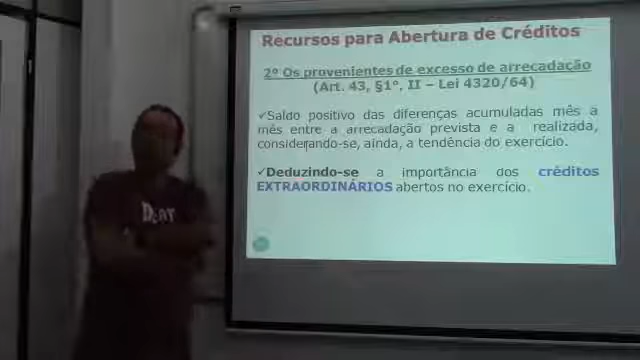 Recursos para Abertura de Créditos
2º Os provenientes de excesso de arrecadação
(Art. 43, §1º, II – Lei 4320/64)
✓Saldo positivo das diferenças acumuladas mês a
mês entre a arrecadação prevista e a realizada,
considerando-se, ainda, a tendência do exercício.
✓Deduzindo-se a importância dos créditos
EXTRAORDINÁRIOS abertos no exercício.